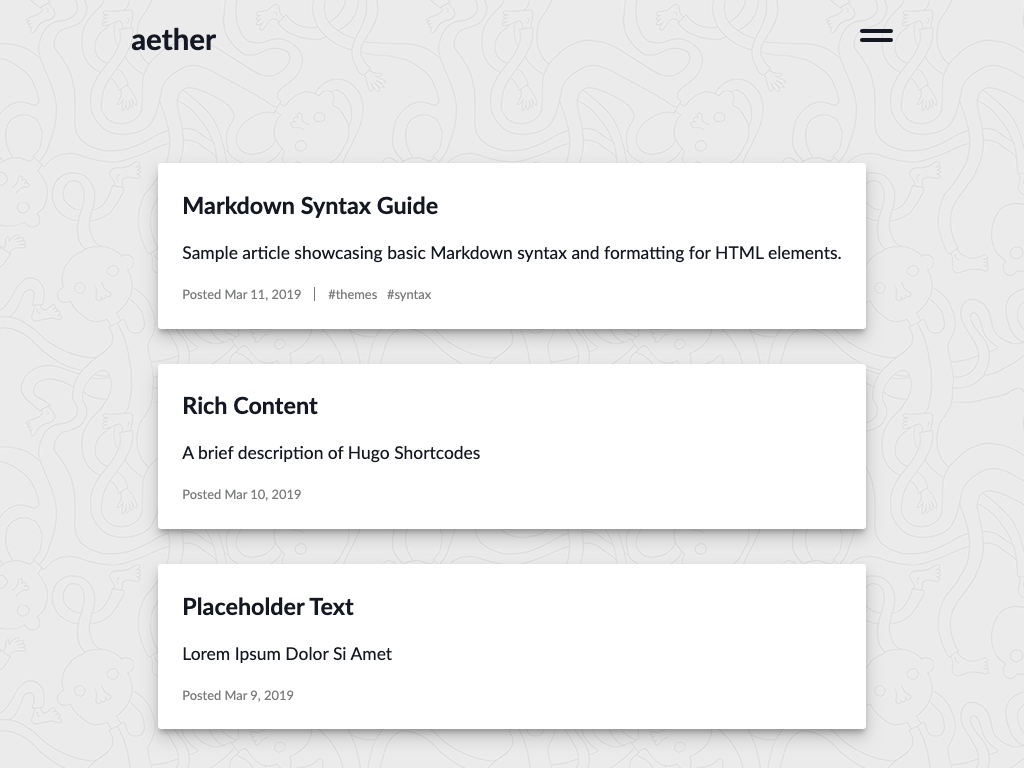 aether
Markdown Syntax Guide
Sample article showcasing basic Markdown syntax and formatting for HTML elements.
Posted Mar 11, 2019 | #themes #syntax
Rich Content
A brief description of Hugo Shortcodes
Posted Mar 10, 2019
Placeholder Text
Lorem Ipsum Dolor Si Amet
Posted Mar 9, 2019